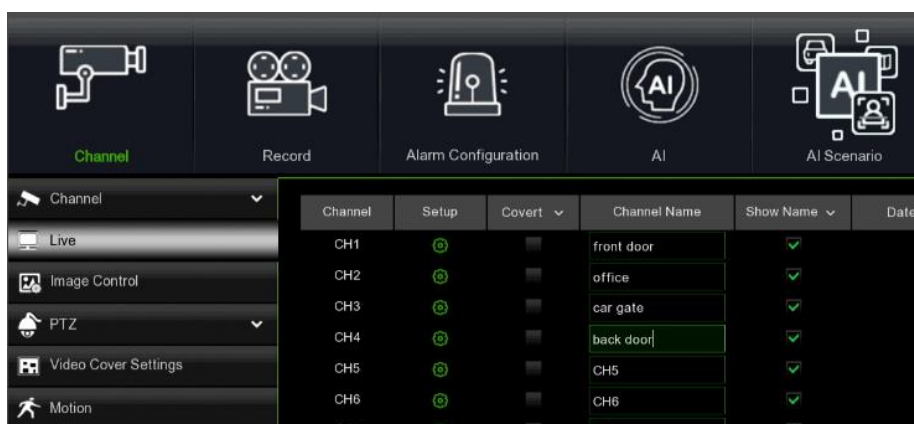 Channel
Record
Alarm Configuration
AI
AI
AI
AI Scenario
Channel
Live
Image Control
PTZ
Video Cover Settings
Motion
Channel Setup Covert Channel Name Show Name Date
CH1 front door
CH2 office
CH3 car gate
CH4 back door
CH5 CH5
CH6 CH6